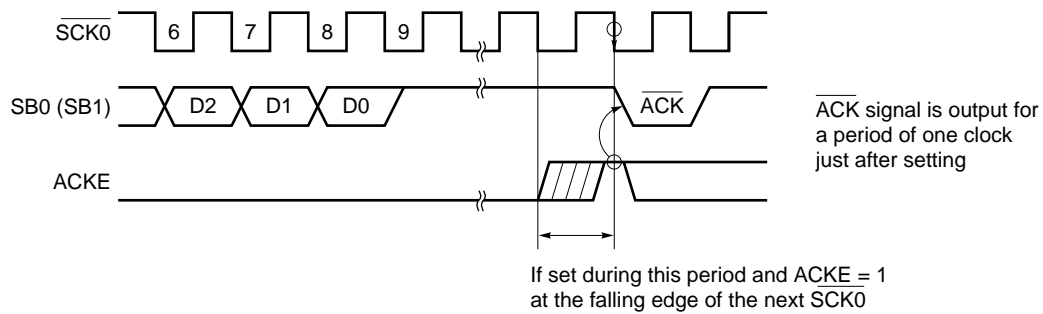 SCK0 6 7 8 9
SB0 (SB1) D2 D1 D0 ACK
ACK signal is output for
a period of one clock
just after setting
ACKE
If set during this period and ACKE = 1
at the falling edge of the next SCK0